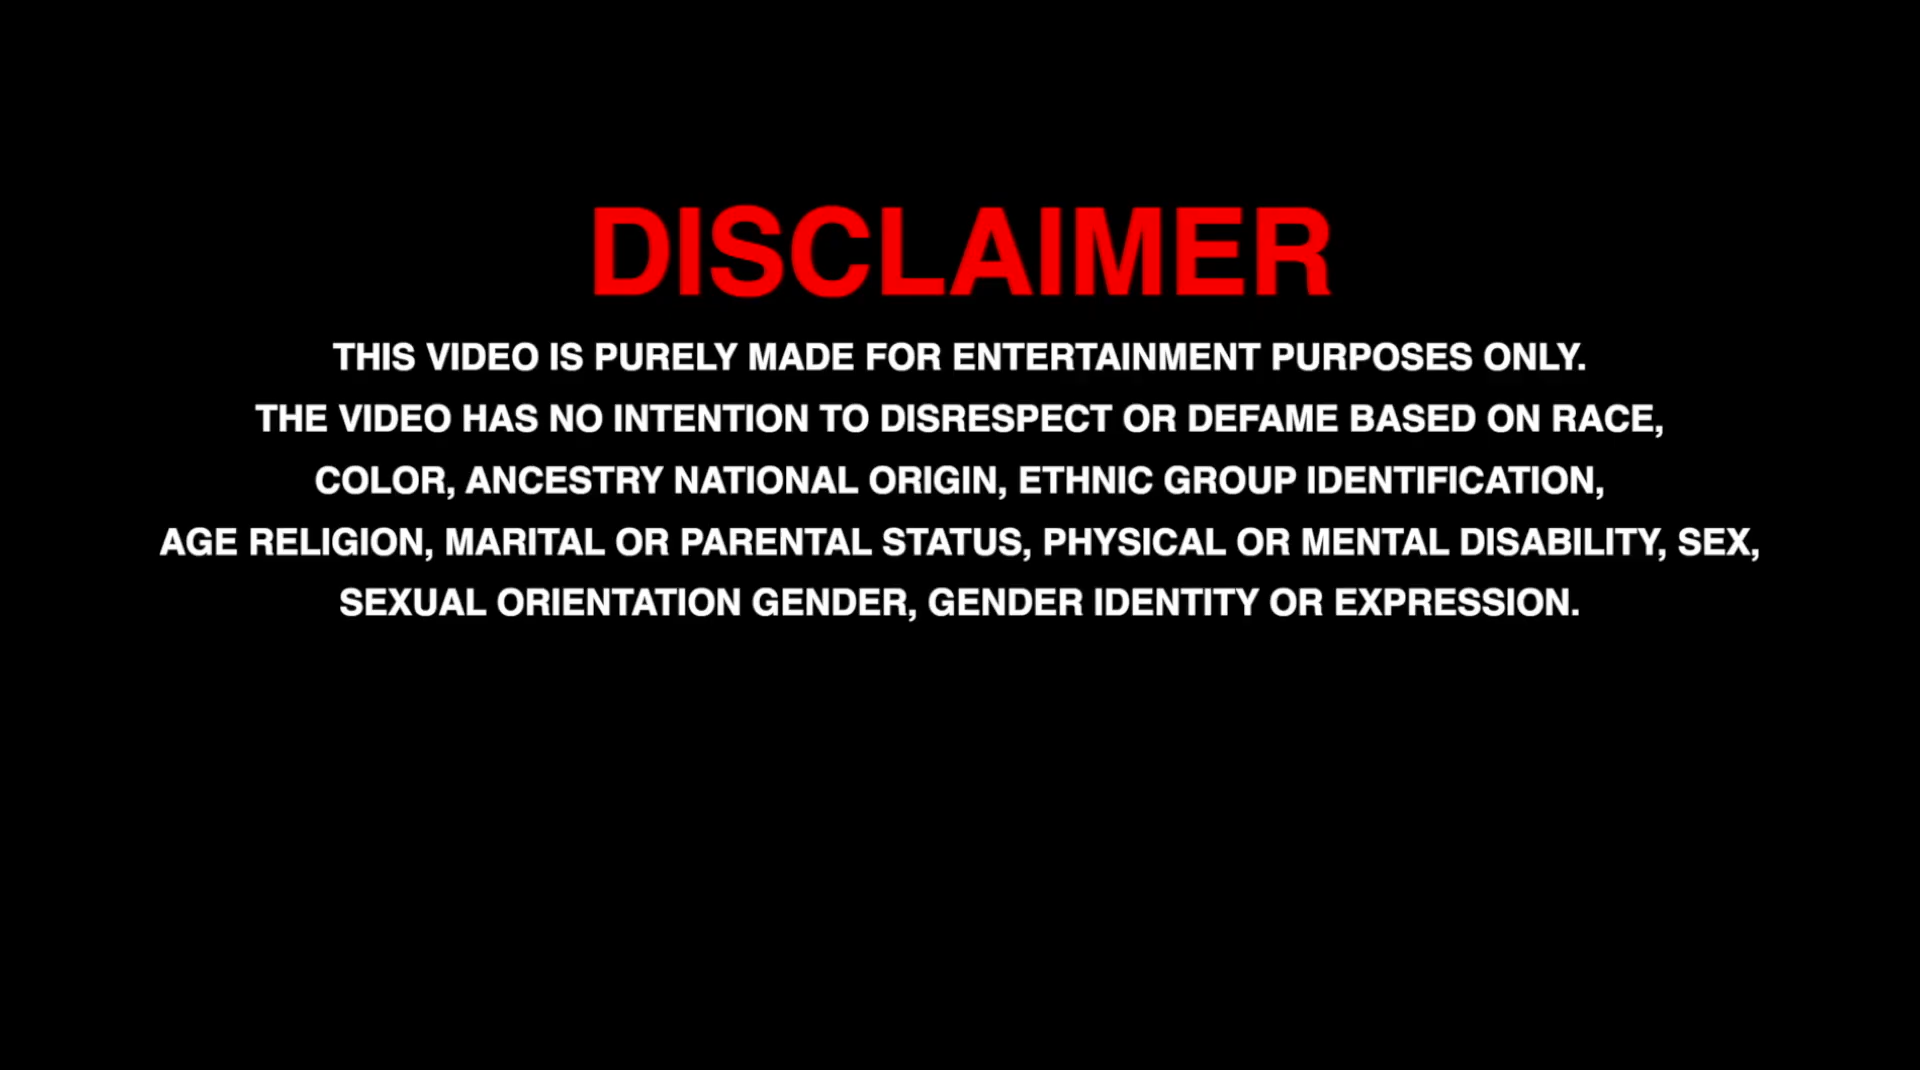 DISCLAIMER
THIS VIDEO IS PURELY MADE FOR ENTERTAINMENT PURPOSES ONLY.
THE VIDEO HAS NO INTENTION TO DISRESPECT OR DEFAME BASED ON RACE,
COLOR, ANCESTRY NATIONAL ORIGIN, ETHNIC GROUP IDENTIFICATION,
AGE RELIGION, MARITAL OR PARENTAL STATUS, PHYSICAL OR MENTAL DISABILITY, SEX,
SEXUAL ORIENTATION GENDER, GENDER IDENTITY OR EXPRESSION.